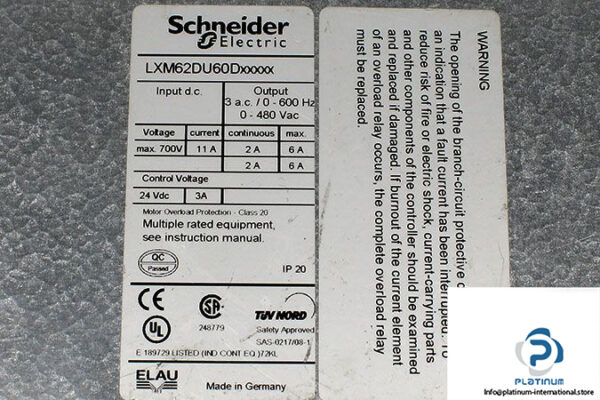 Schneider
Electric
LXM62DU60Dxxxxx
Input d.c.
Output
3 a.c. / 0 - 600 Hz
0 - 480 Vac
Voltage current continuous max.
max. 700V 11 A 2 A 6 A
2 A 6 A
Control Voltage
24 Vdc 3A
Motor Overload Protection - Class 20
Multiple rated equipment,
see instruction manual.
QC
Passed
IP 20
CE
SA
248779
TÜV NORD
Safety Approved
SAS-0217/08-1
UL
E 189729 LISTED (IND CONT EQ )72KL
ELAU
Made in Germany
WARNING
The opening of the branch-circuit protective
an indication that a fault current has been interrupted. To
reduce risk of fire or electric shock, current-carrying parts
and other components of the controller should be examined
and replaced if damaged. If burnout of the current element
of an overload relay occurs, the complete overload relay
must be replaced.
PLATINUM
INTERNATIONAL
info@platinum-international.store